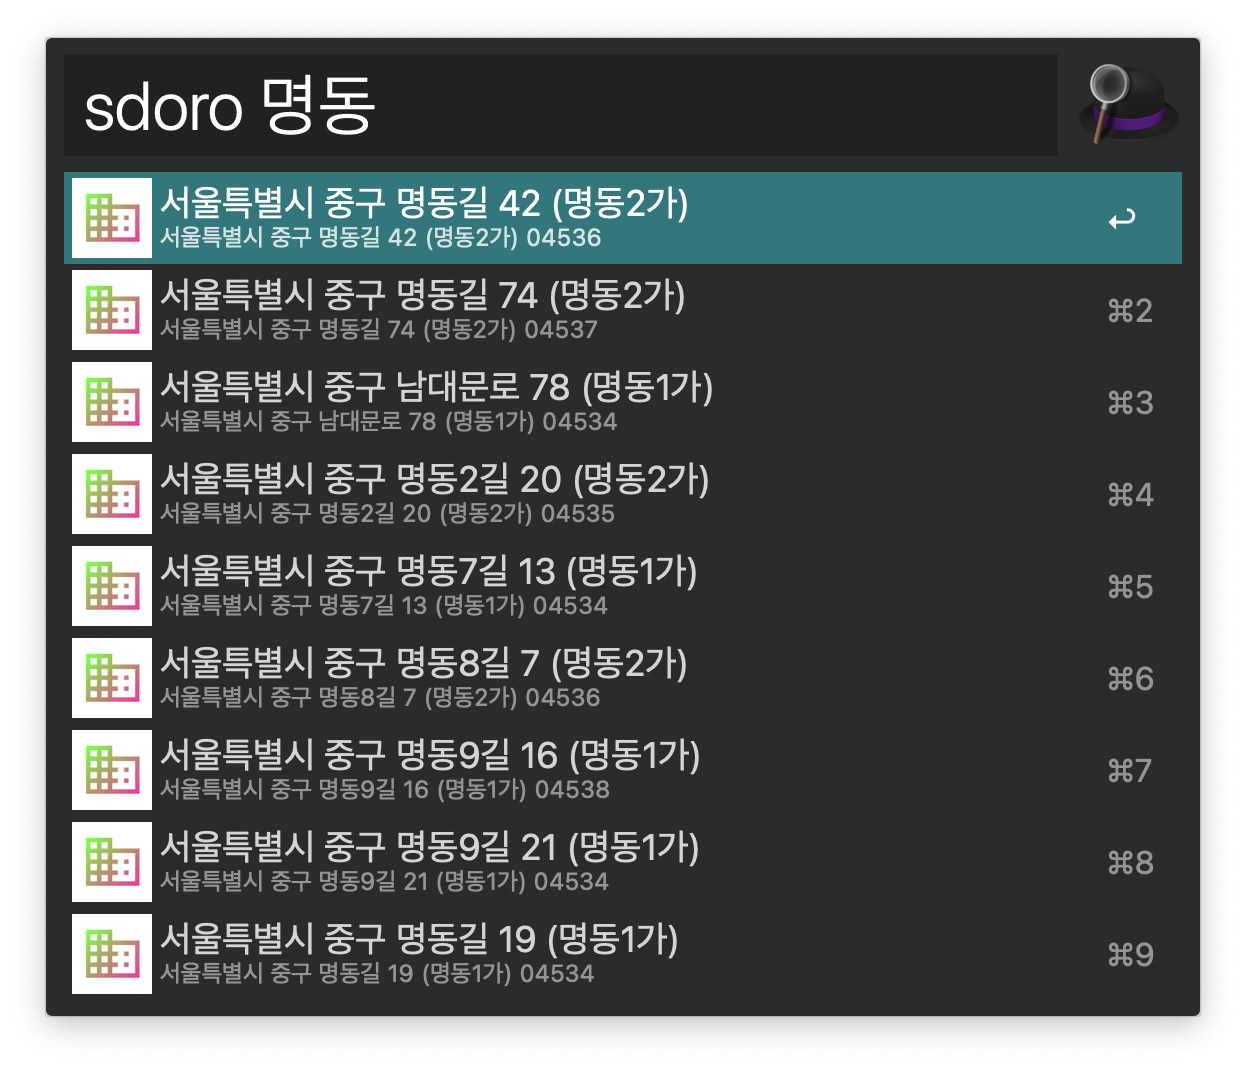 sdoro 명동
서울특별시 중구 명동길 42 (명동2가)
서울특별시 중구 명동길 42 (명동2가) 04536
서울특별시 중구 명동길 74 (명동2가)
⌘2
서울특별시 중구 명동길 74 (명동2가) 04537
서울특별시 중구 남대문로 78 (명동1가)
⌘3
서울특별시 중구 남대문로 78 (명동1가) 04534
서울특별시 중구 명동2길 20 (명동2가)
⌘4
서울특별시 중구 명동2길 20 (명동2가) 04535
서울특별시 중구 명동7길 13 (명동1가)
⌘5
서울특별시 중구 명동7길 13 (명동1가) 04534
서울특별시 중구 명동8길 7 (명동2가)
⌘6
서울특별시 중구 명동8길 7 (명동2가) 04536
서울특별시 중구 명동9길 16 (명동1가)
⌘7
서울특별시 중구 명동9길 16 (명동1가) 04538
서울특별시 중구 명동9길 21 (명동1가)
⌘8
서울특별시 중구 명동9길 21 (명동1가) 04534
서울특별시 중구 명동길 19 (명동1가)
⌘9
서울특별시 중구 명동길 19 (명동1가) 04534